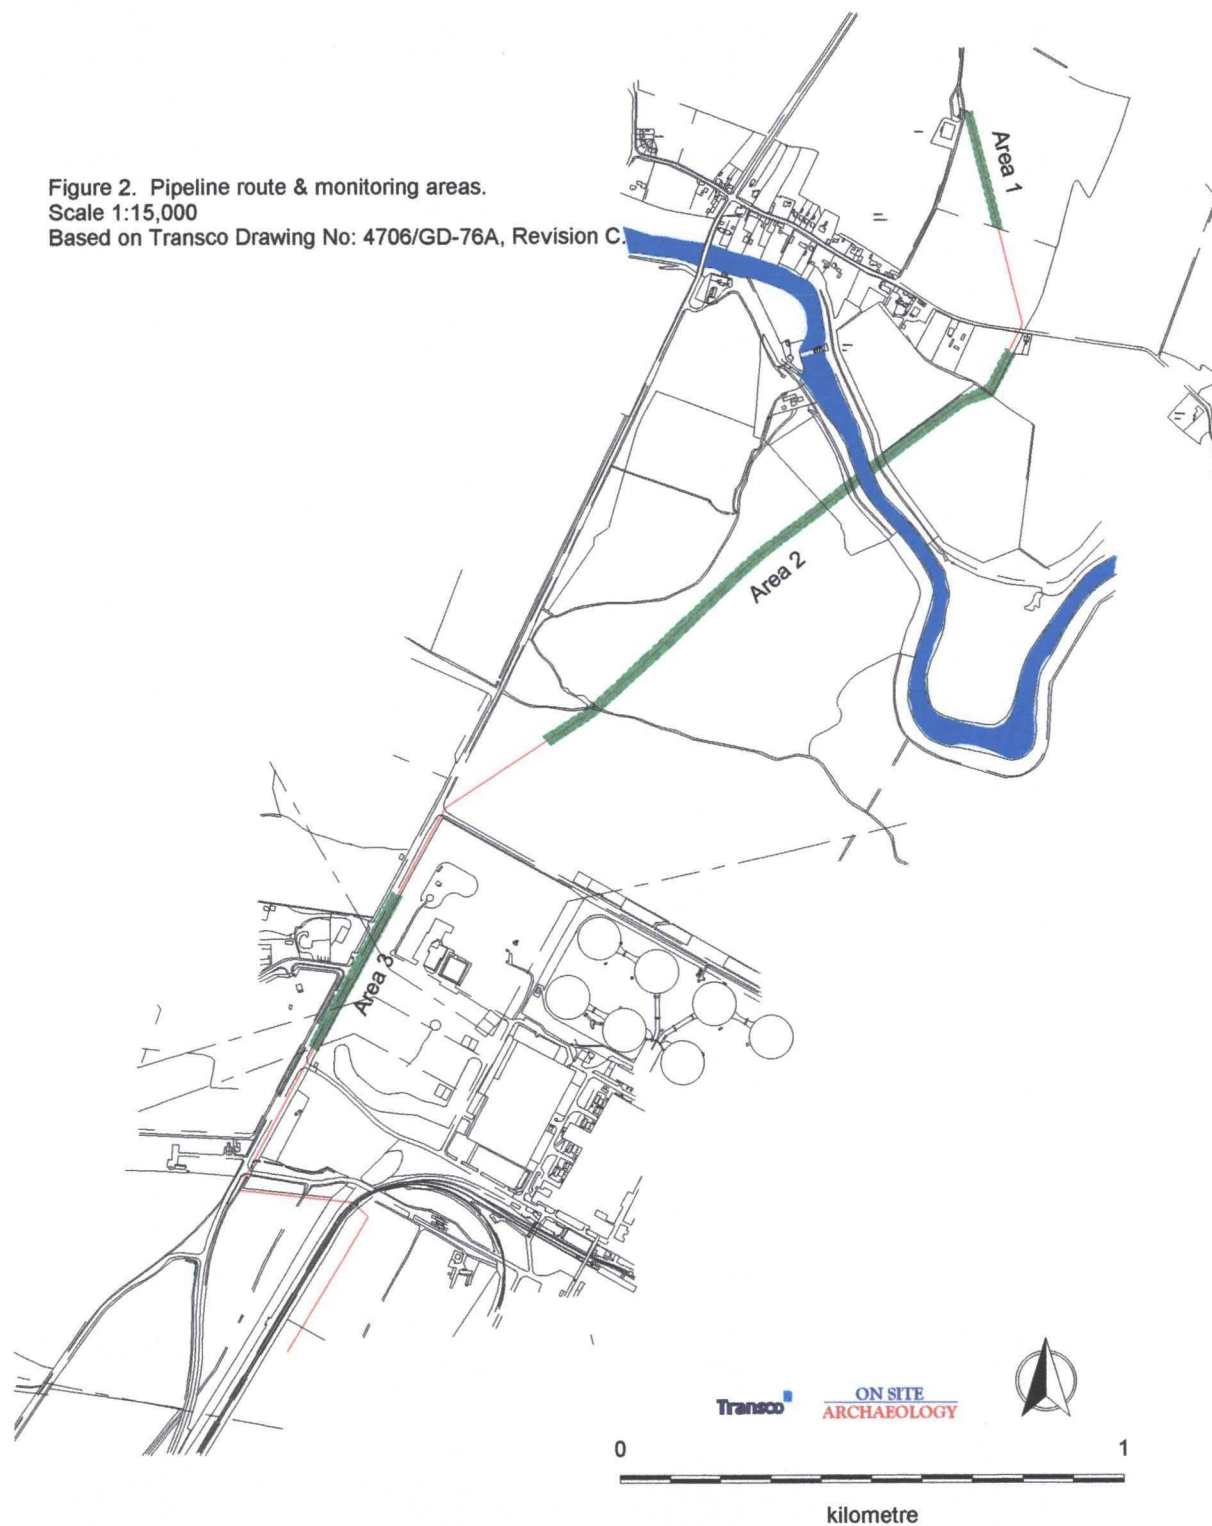 Figure 2. Pipeline route & monitoring areas.
Scale 1:15,000
Based on Transco Drawing No: 4706/GD-76A, Revision C.
Area 1
Area 2
Area 3
Transco
ON SITE
ARCHAEOLOGY
0 1
kilometre